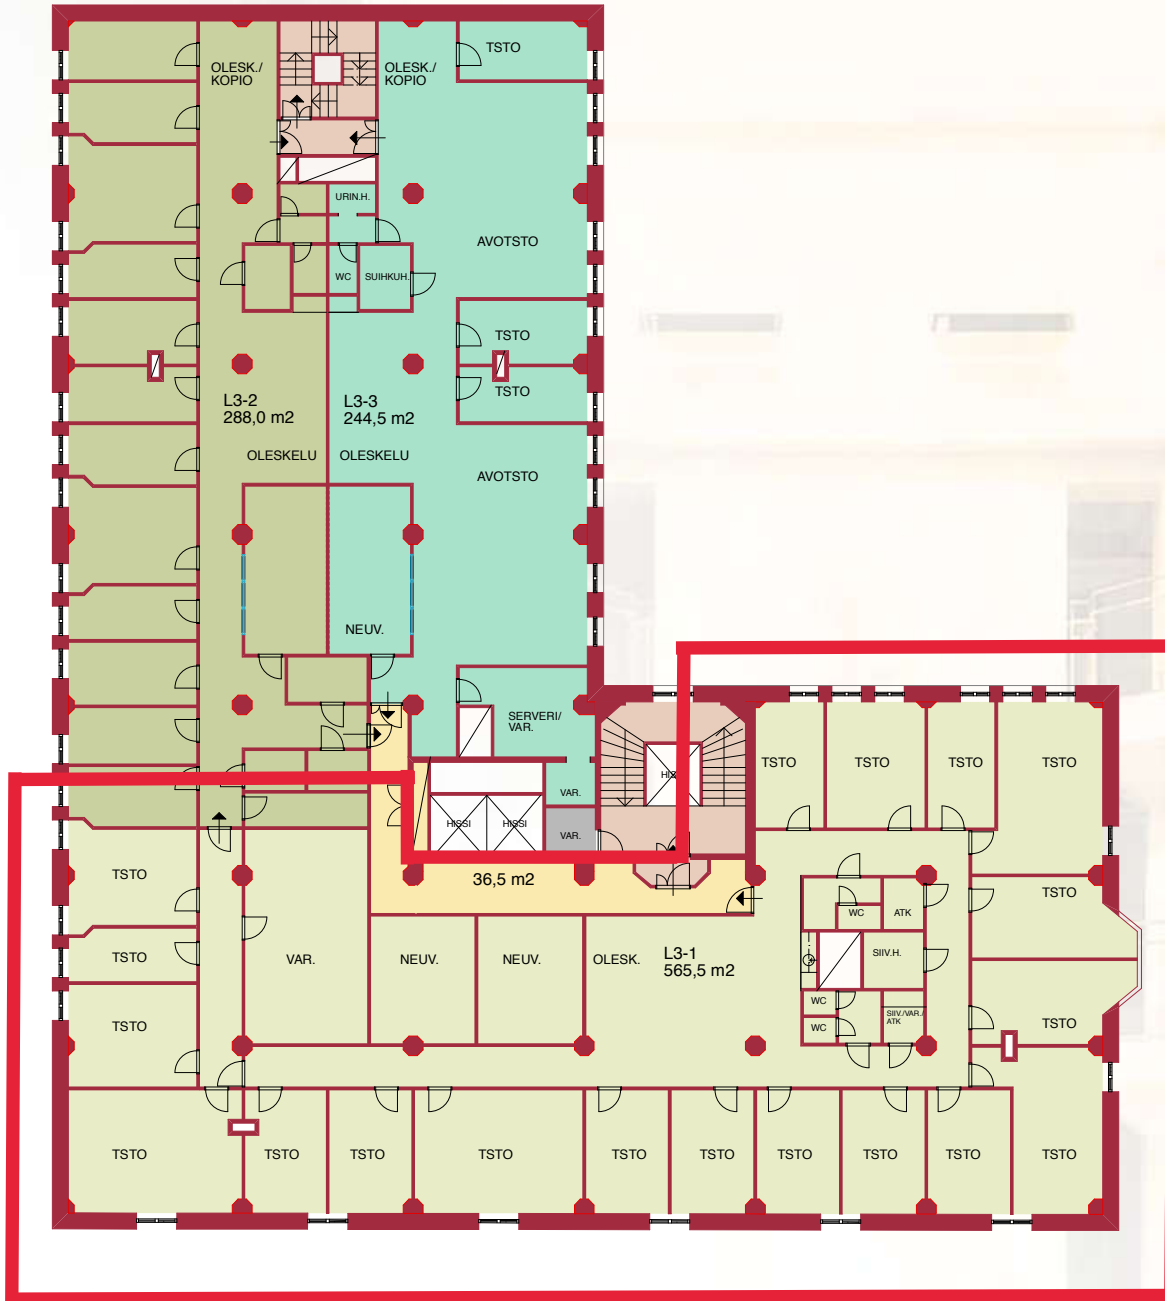 TSTO
OLESK./
KOPIO
OLESK./
KOPIO
URIN.H.
AVOTSTO
WC
SUIHKUH.
TSTO
TSTO
L3-2
288,0 m2
L3-3
244,5 m2
OLESKELU
OLESKELU
AVOTSTO
NEUV.
SERVERI/
VAR.
TSTO
TSTO
TSTO
TSTO
VAR.
HISSI
HISSI
VAR.
TSTO
36,5 m2
TSTO
WC
ATK
TSTO
VAR.
NEUV.
NEUV.
OLESK.
L3-1
565,5 m2
SIIV.H.
TSTO
WC
WC
SIIV./VAR./
ATK
TSTO
TSTO
TSTO
TSTO
TSTO
TSTO
TSTO
TSTO
TSTO
TSTO
TSTO